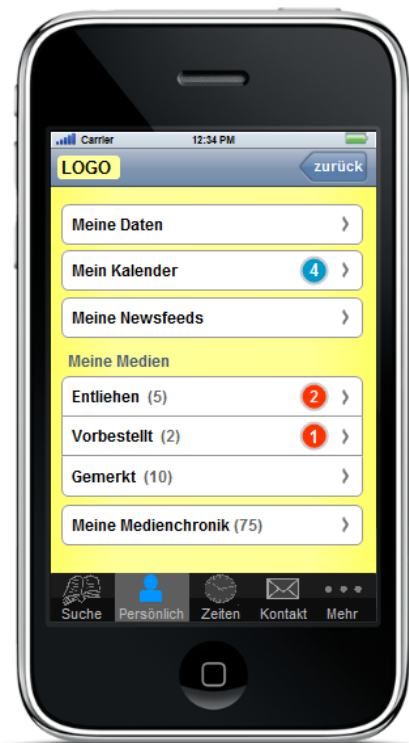 Carrier 12:34 PM
LOGO zurück
Meine Daten
Mein Kalender 4
Meine Newsfeeds
Meine Medien
Entliehen (5) 2
Vorbestellt (2) 1
Gemerkt (10)
Meine Medienchronik (75)
Suche Persönlich Zeiten Kontakt Mehr